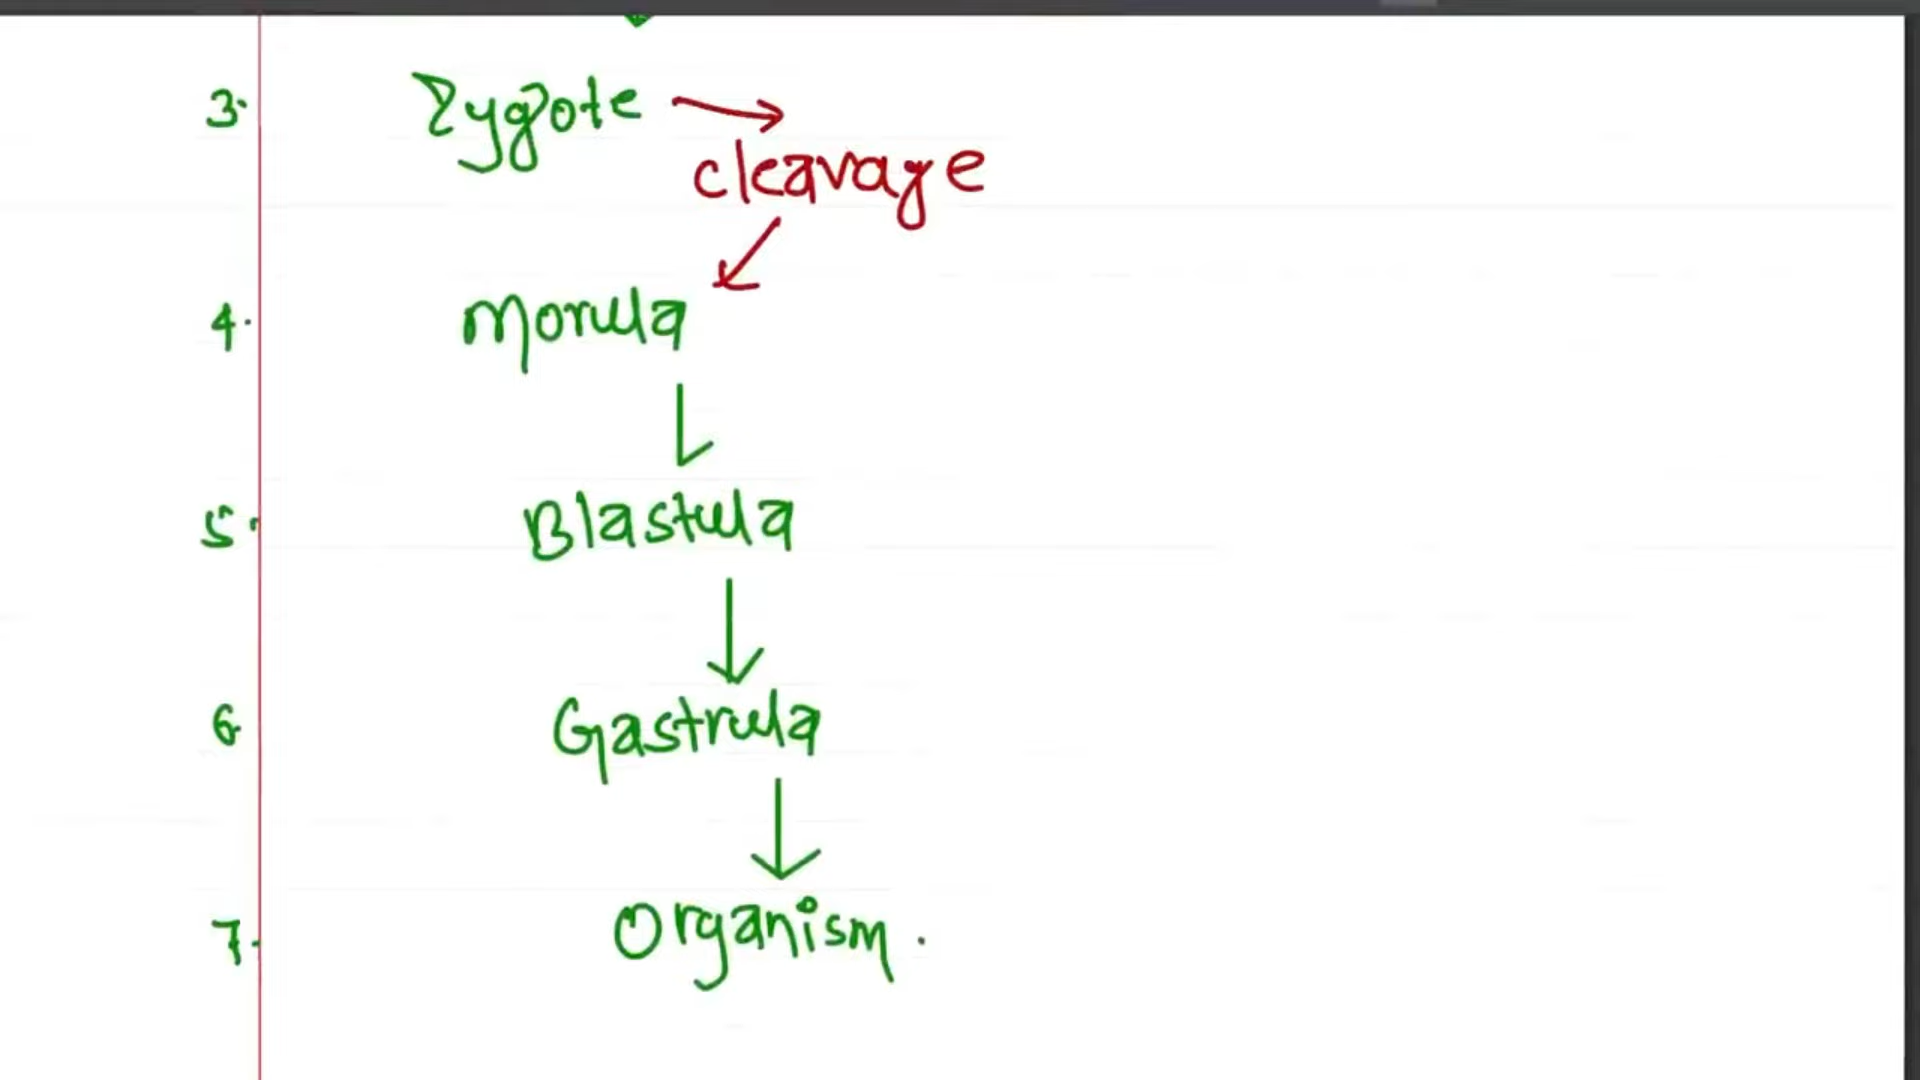 3. Zygote →
cleavage
4. Morula
5. Blastula
6. Gastrula
7. Organism.